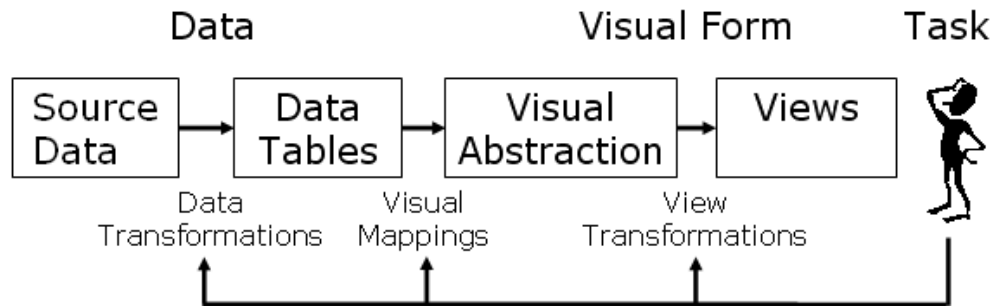 Data
Visual Form
Task
Source
Data
Data
Tables
Visual
Abstraction
Views
Data
Transformations
Visual
Mappings
View
Transformations